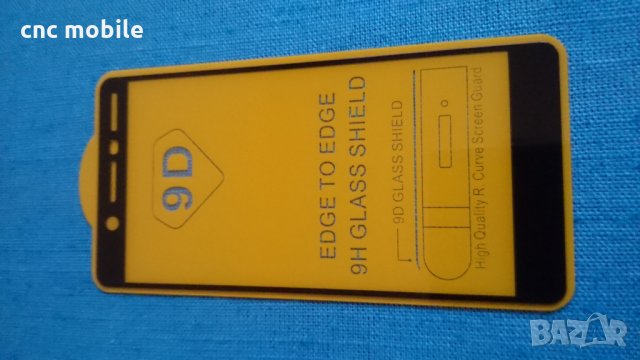 cnc mobile
9D
EDGE TO EDGE
9H GLASS SHIELD
9D GLASS SHIELD
High Quality R Curve Screen Guard
BAZAR